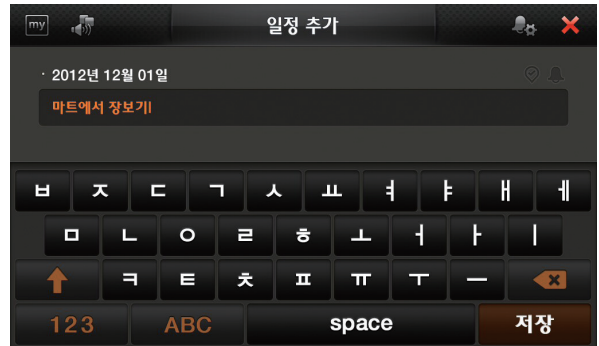 my 일정 추가
· 2012년 12월 01일
마트에서 장보기
ㅂ ㅈ ㄷ ㄱ ㅅ ㅛ ㅕ ㅑ ㅐ ㅔ
ㅁ ㄴ ㅇ ㄹ ㅎ ㅗ ㅓ ㅏ ㅣ
ㅋ ㅌ ㅊ ㅍ ㅠ ㅜ ㅡ
123 ABC space 저장